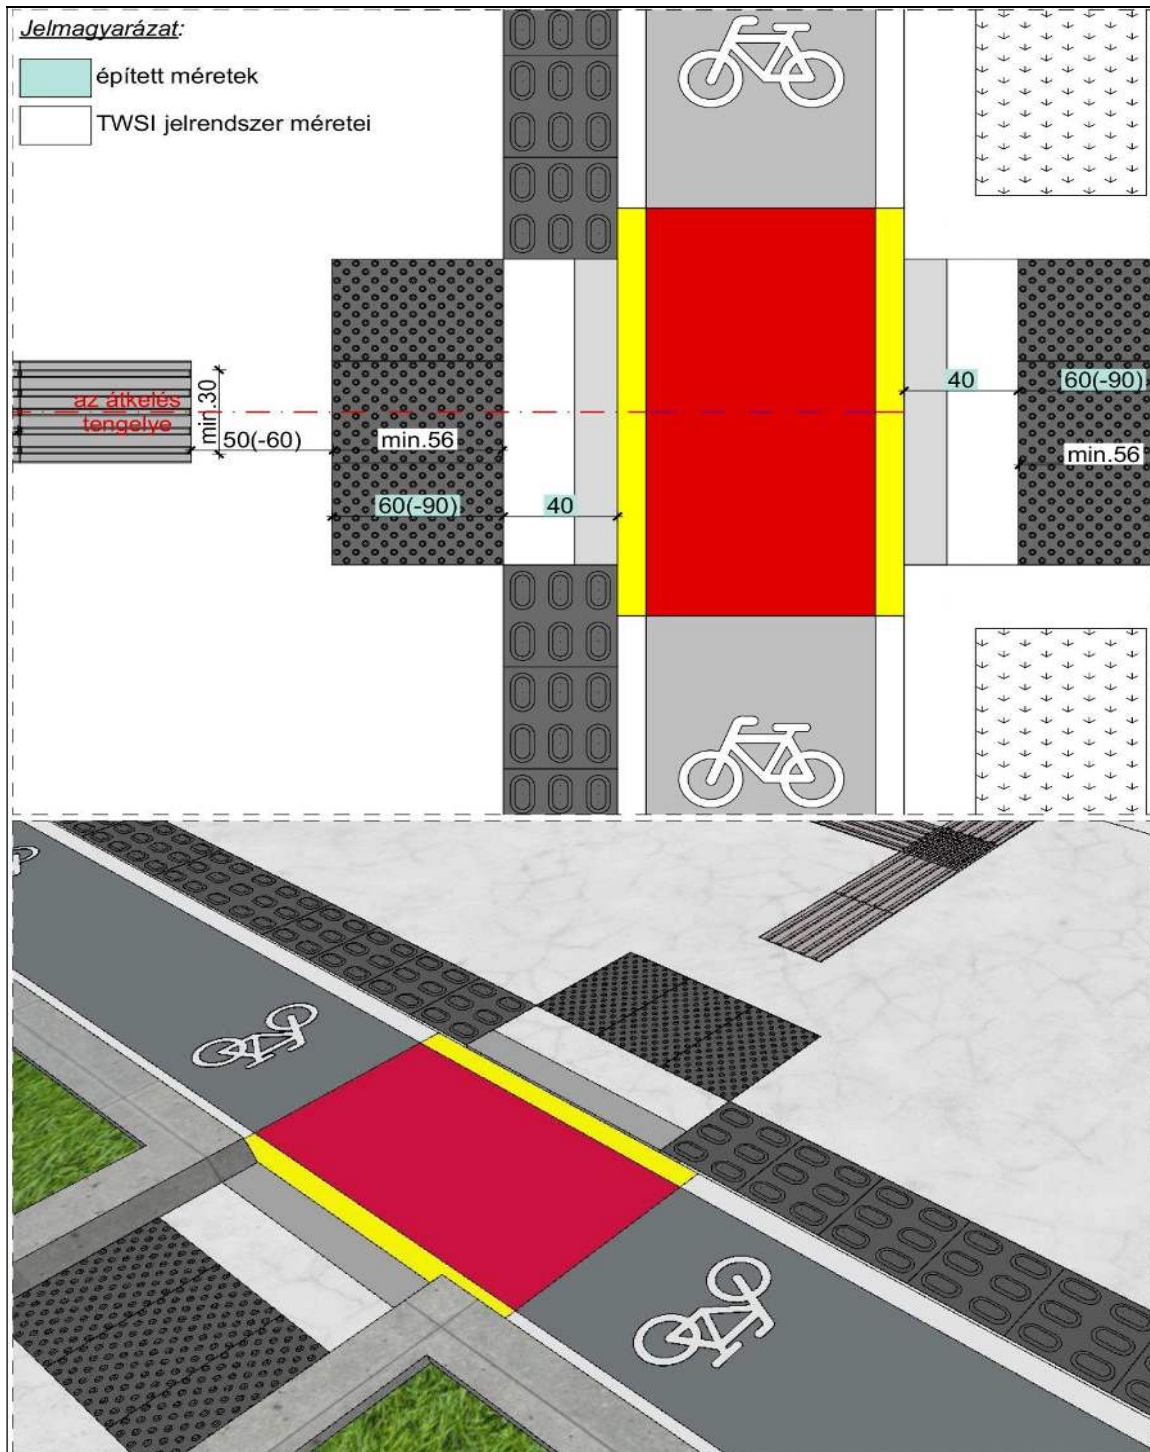 Jelmagyarázat:
épített méretek
TWSI jelrendszer méretei
az átkelés
tengelye
min.30
50(-60)
min.56
60(-90)
40
40
60(-90)
min.56